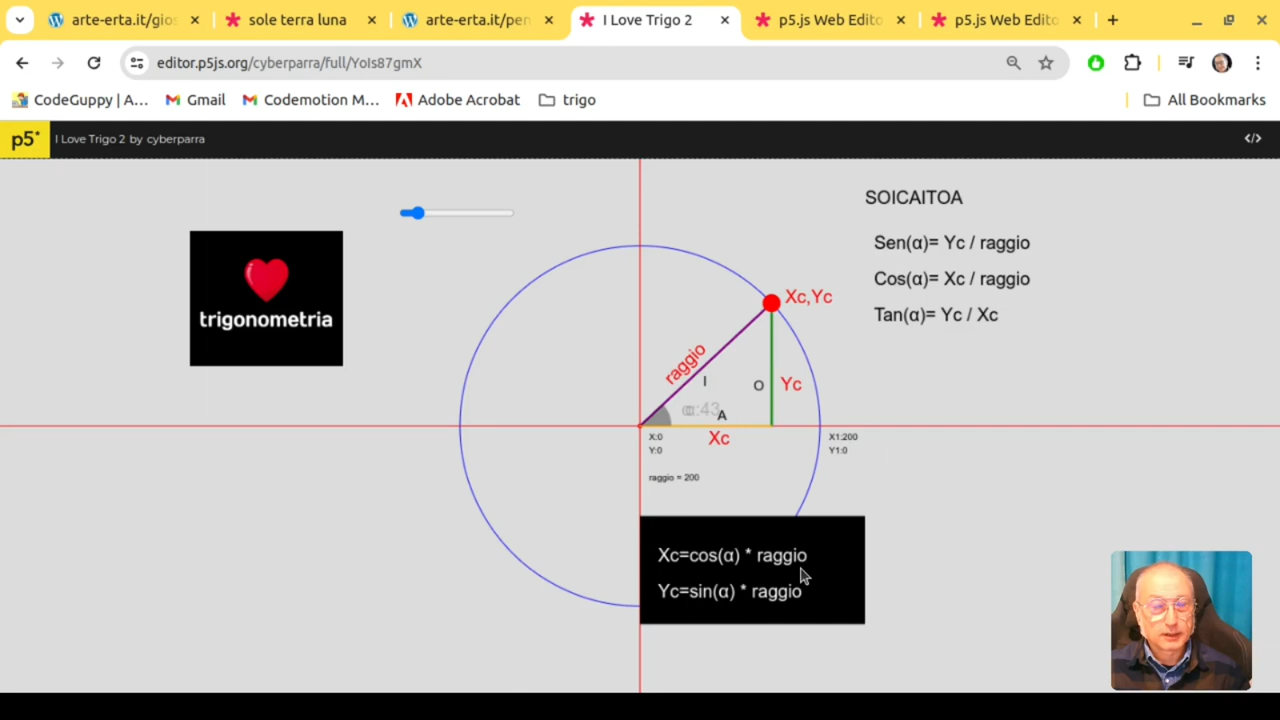 arte-erta.it/gios
sole terra luna
arte-erta.it/pen
I Love Trigo 2
p5.js Web Edito
p5.js Web Edito
editor.p5js.org/cyberparra/full/YoIs87gmX
CodeGuppy | A...
Gmail
Codemotion M...
Adobe Acrobat
trigo
All Bookmarks
p5*
I Love Trigo 2 by cyberparra
</>
SOICAITOA
Sen(α)= Yc / raggio
Cos(α)= Xc / raggio
Tan(α)= Yc / Xc
trigonometria
Xc,Yc
raggio
I
O
Yc
α:43
A
Xc
X:0
Y:0
X1:200
Y1:0
raggio = 200
Xc=cos(α) * raggio
Yc=sin(α) * raggio